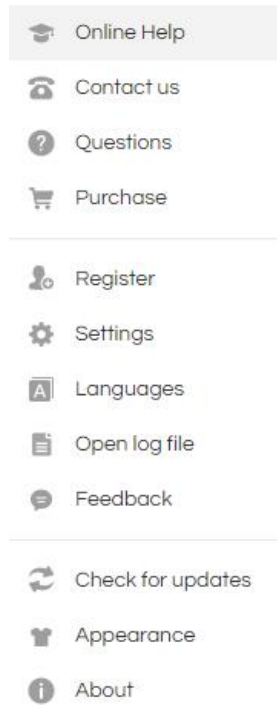 Online Help
Contact us
Questions
Purchase
Register
Settings
A Languages
Open log file
Feedback
Check for updates
Appearance
About